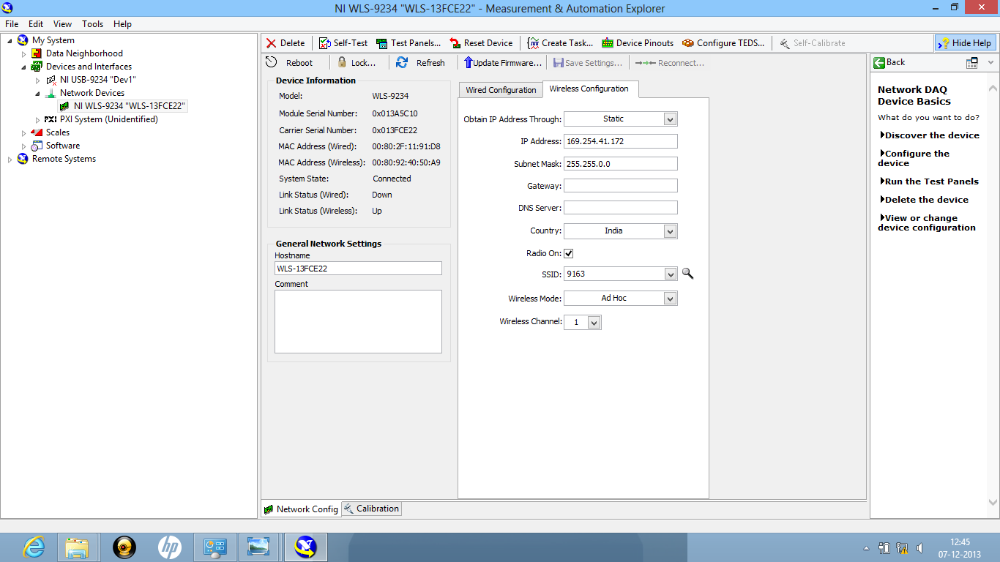 NI WLS-9234 "WLS-13FCE22" - Measurement & Automation Explorer
File Edit View Tools Help
My System
Data Neighborhood
Devices and Interfaces
NI USB-9234 "Dev1"
Network Devices
NI WLS-9234 "WLS-13FCE22"
PXI PXI System (Unidentified)
Scales
Software
Remote Systems
Delete Self-Test Test Panels... Reset Device Create Task... Device Pinouts Configure TEDS... Self-Calibrate Hide Help
Reboot Lock... Refresh Update Firmware... Save Settings... Reconnect...
Device Information
Model: WLS-9234
Module Serial Number: 0x013A5C10
Carrier Serial Number: 0x013FCE22
MAC Address (Wired): 00:80:2F:11:91:D8
MAC Address (Wireless): 00:80:92:40:50:A9
System State: Connected
Link Status (Wired): Down
Link Status (Wireless): Up
General Network Settings
Hostname
WLS-13FCE22
Comment
Wired Configuration Wireless Configuration
Obtain IP Address Through: Static
IP Address: 169.254.41.172
Subnet Mask: 255.255.0.0
Gateway:
DNS Server:
Country: India
Radio On:
SSID: 9163
Wireless Mode: Ad Hoc
Wireless Channel: 1
Network Config Calibration
Back
Network DAQ
Device Basics
What do you want to do?
Discover the device
Configure the
device
Run the Test Panels
Delete the device
View or change
device configuration
hp
12:45
07-12-2013